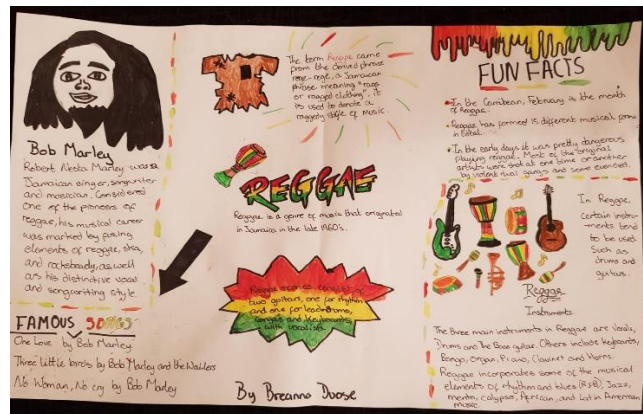 Bob Marley
Robert Nesta Marley was a
Jamaican singer, songwriter
and musician. Considered
one of the pioneers of
reggae, his musical career
was marked by fusing
elements of reggae, ska,
and rocksteady, as well
as his distinctive vocal
and songwriting style.
FAMOUS SONGS
One Love by Bob Marley
Three little birds by Bob Marley and the Wailers
No Woman, No cry by Bob Marley
The term Reggae came
from the derived phrase
rege-rege, a Jamaican
phrase meaning "rags
or ragged clothing". it
is used to denote a
raggedy style of music.
REGGAE
Reggae is a genre of music that originated
in Jamaica in the late 1960's.
Reggae consist of
two guitars, one for rhythm
and one for lead drums,
congas and keyboards,
with vocalists.
By Breanna
FUN FACTS
In the Caribbean, February is the month
of Reggae.
Reggae has formed different musical forms
in total.
In the early days it was pretty dangerous
playing reggae. Most of the original
artists were shot at one time or another
by violent rival gangs and some
In Reggae,
certain instru-
ments tend
to be used
such as
drums and
guitars.
Reggae
Instruments
The three main instruments in Reggae are Vocals,
Drums and The Bass guitar. Others include keyboards,
Bongo, Organ, Piano, Clavinet and Horns.
Reggae incorporates some of the musical
elements of rhythm and blues (R&B), Jazz,
mento, calypso, African, and Latin American
music.